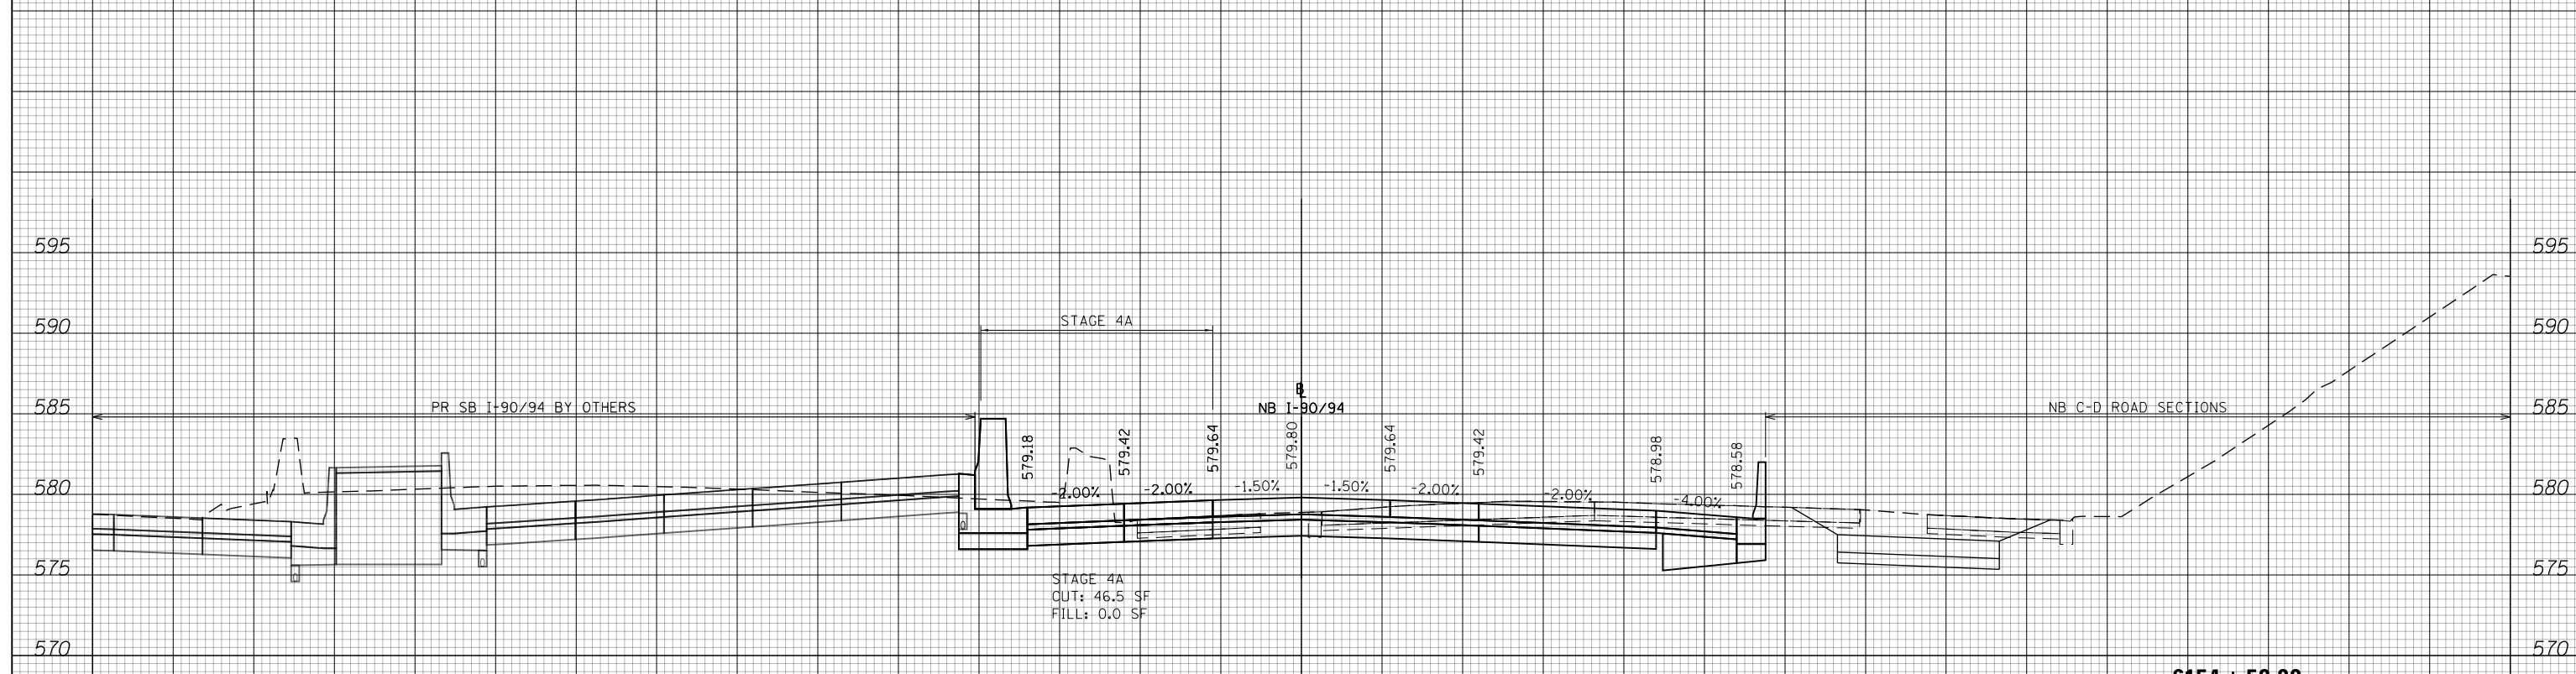 595 595
590 590
STAGE 4A
585 585
PR SB I-90/94 BY OTHERS
NB I-90/94
NB C-D ROAD SECTIONS
579.18 579.42 579.64 579.80 579.64 579.42 578.98 578.58
580 580
-2.00% -2.00% -1.50% -1.50% -2.00% -2.00% -4.00%
575 575
STAGE 4A
CUT: 46.5 SF
FILL: 0.0 SF
570 570